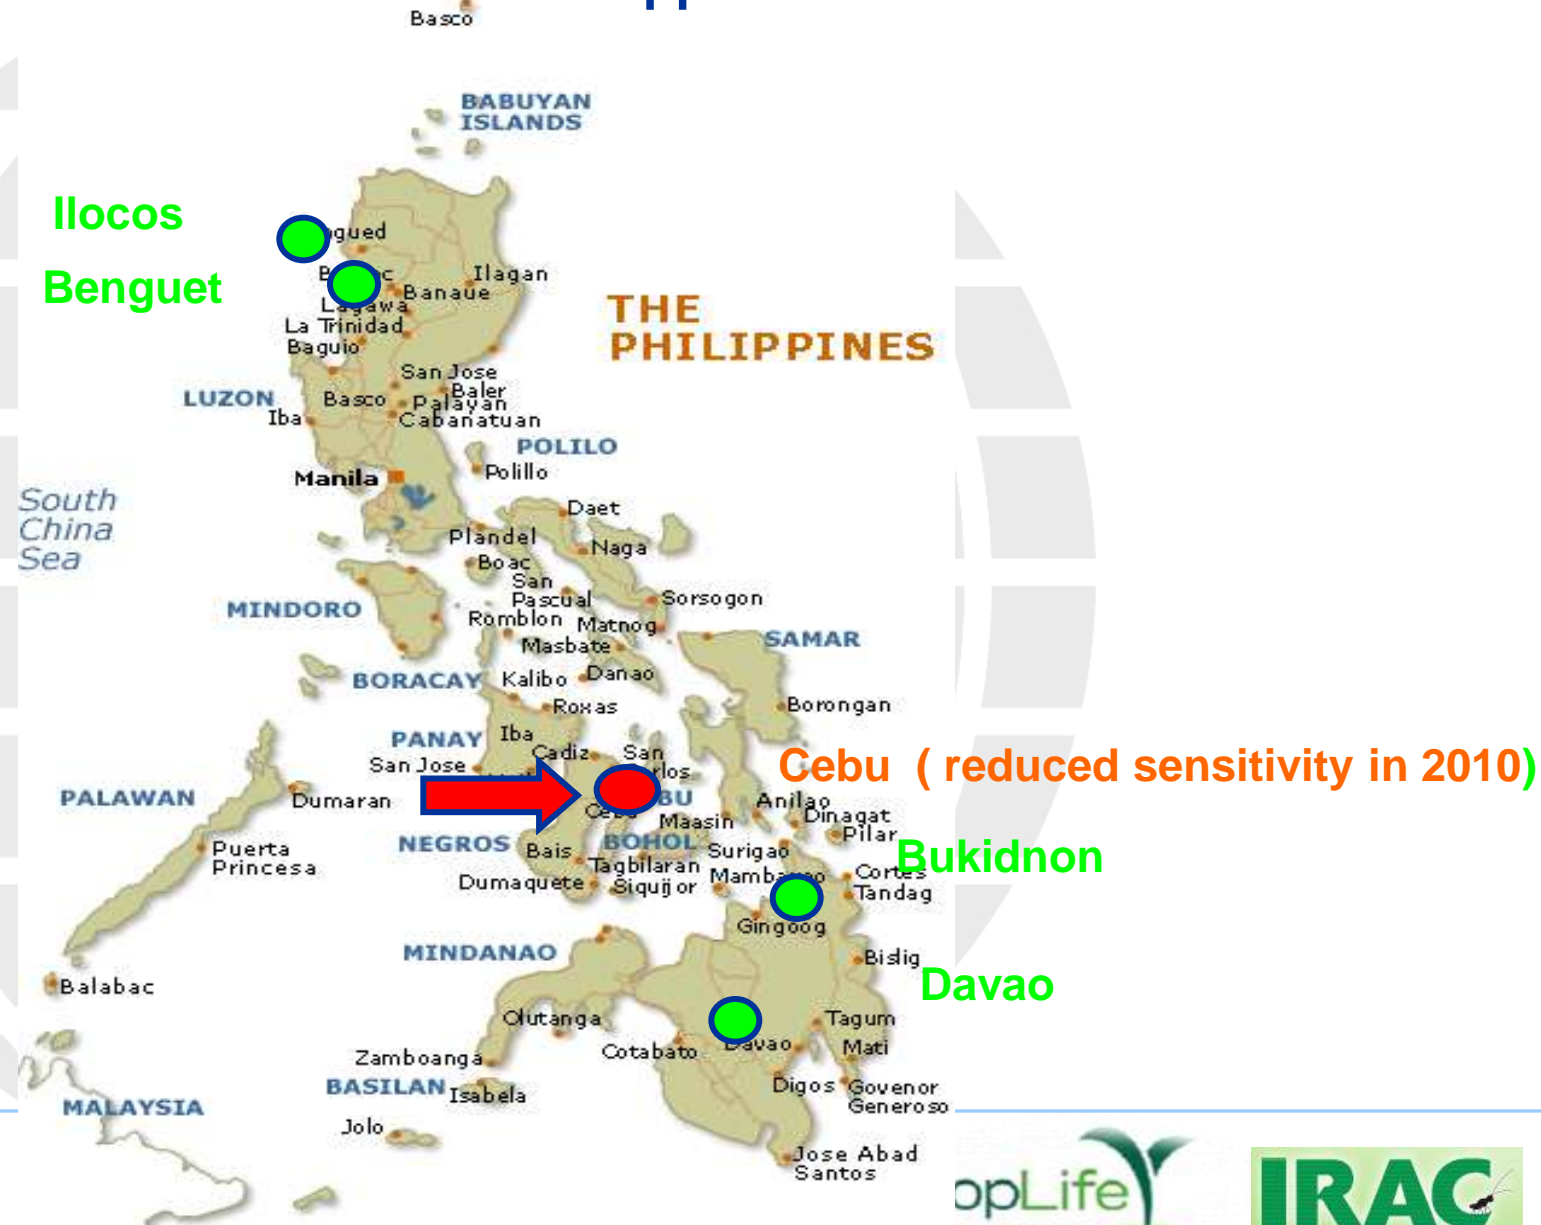 Basco
BABUYAN
ISLANDS
Ilocos
Benguet
Ilagan
Banaue
Lagawa
La Trinidad
Baguio
THE
PHILIPPINES
San Jose
Baler
LUZON
Basco
Palayan
Iba
Cabanatuan
POLILO
Polillo
Manila
South
China
Sea
Daet
Plandel
Naga
Boac
San
Pascual
Sorsogon
MINDORO
Romblon
Matnog
SAMAR
Masbate
BORACAY
Kalibo
Danao
Roxas
Borongan
PANAY
Iba
Cadiz
San
San Jose
Cebu ( reduced sensitivity in 2010)
PALAWAN
Dumaran
Anilao
Dinagat
Maasin
Pilar
NEGROS
Bais
BOHOL
Surigao
Bukidnon
Puerta
Princesa
Tagbilaran
Dumaquete
Siquijor
Cortes
Tandag
Gingoog
MINDANAO
Bislig
Balabac
Davao
Olutanga
Tagum
Cotabato
Davao
Mati
Zamboanga
BASILAN
Isabela
Digos
Govenor
Generoso
MALAYSIA
Jolo
Jose Abad
Santos
opLife
IRAC